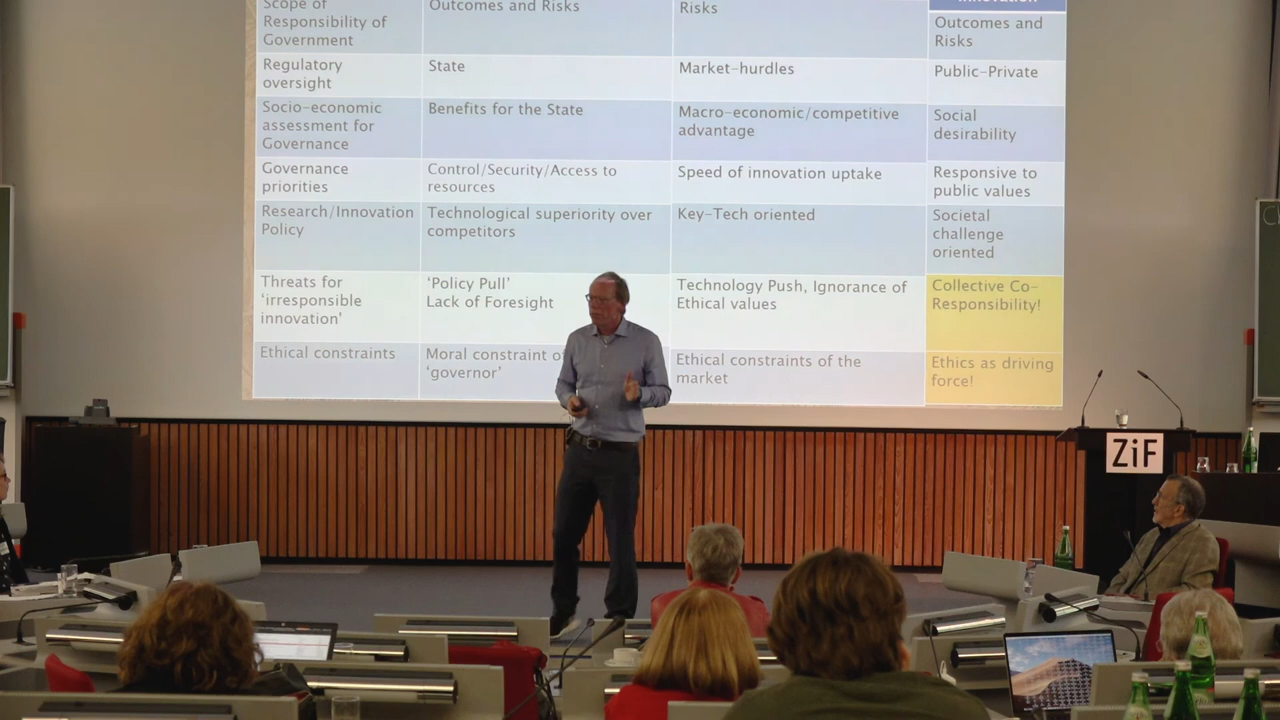 Scope of
Responsibility of
Government
Outcomes and Risks
Risks
Innovation
Outcomes and
Risks
Regulatory
oversight
State
Market-hurdles
Public-Private
Socio-economic
assessment for
Governance
Benefits for the State
Macro-economic/competitive
advantage
Social
desirability
Governance
priorities
Control/Security/Access to
resources
Speed of innovation uptake
Responsive to
public values
Research/Innovation
Policy
Technological superiority over
competitors
Key-Tech oriented
Societal
challenge
oriented
Threats for
‘irresponsible
innovation'
‘Policy Pull’
Lack of Foresight
Technology Push, Ignorance of
Ethical values
Collective Co-
Responsibility!
Ethical constraints
Moral constraint
‘governor’
Ethical constraints of the
market
Ethics as driving
force!
ZiF